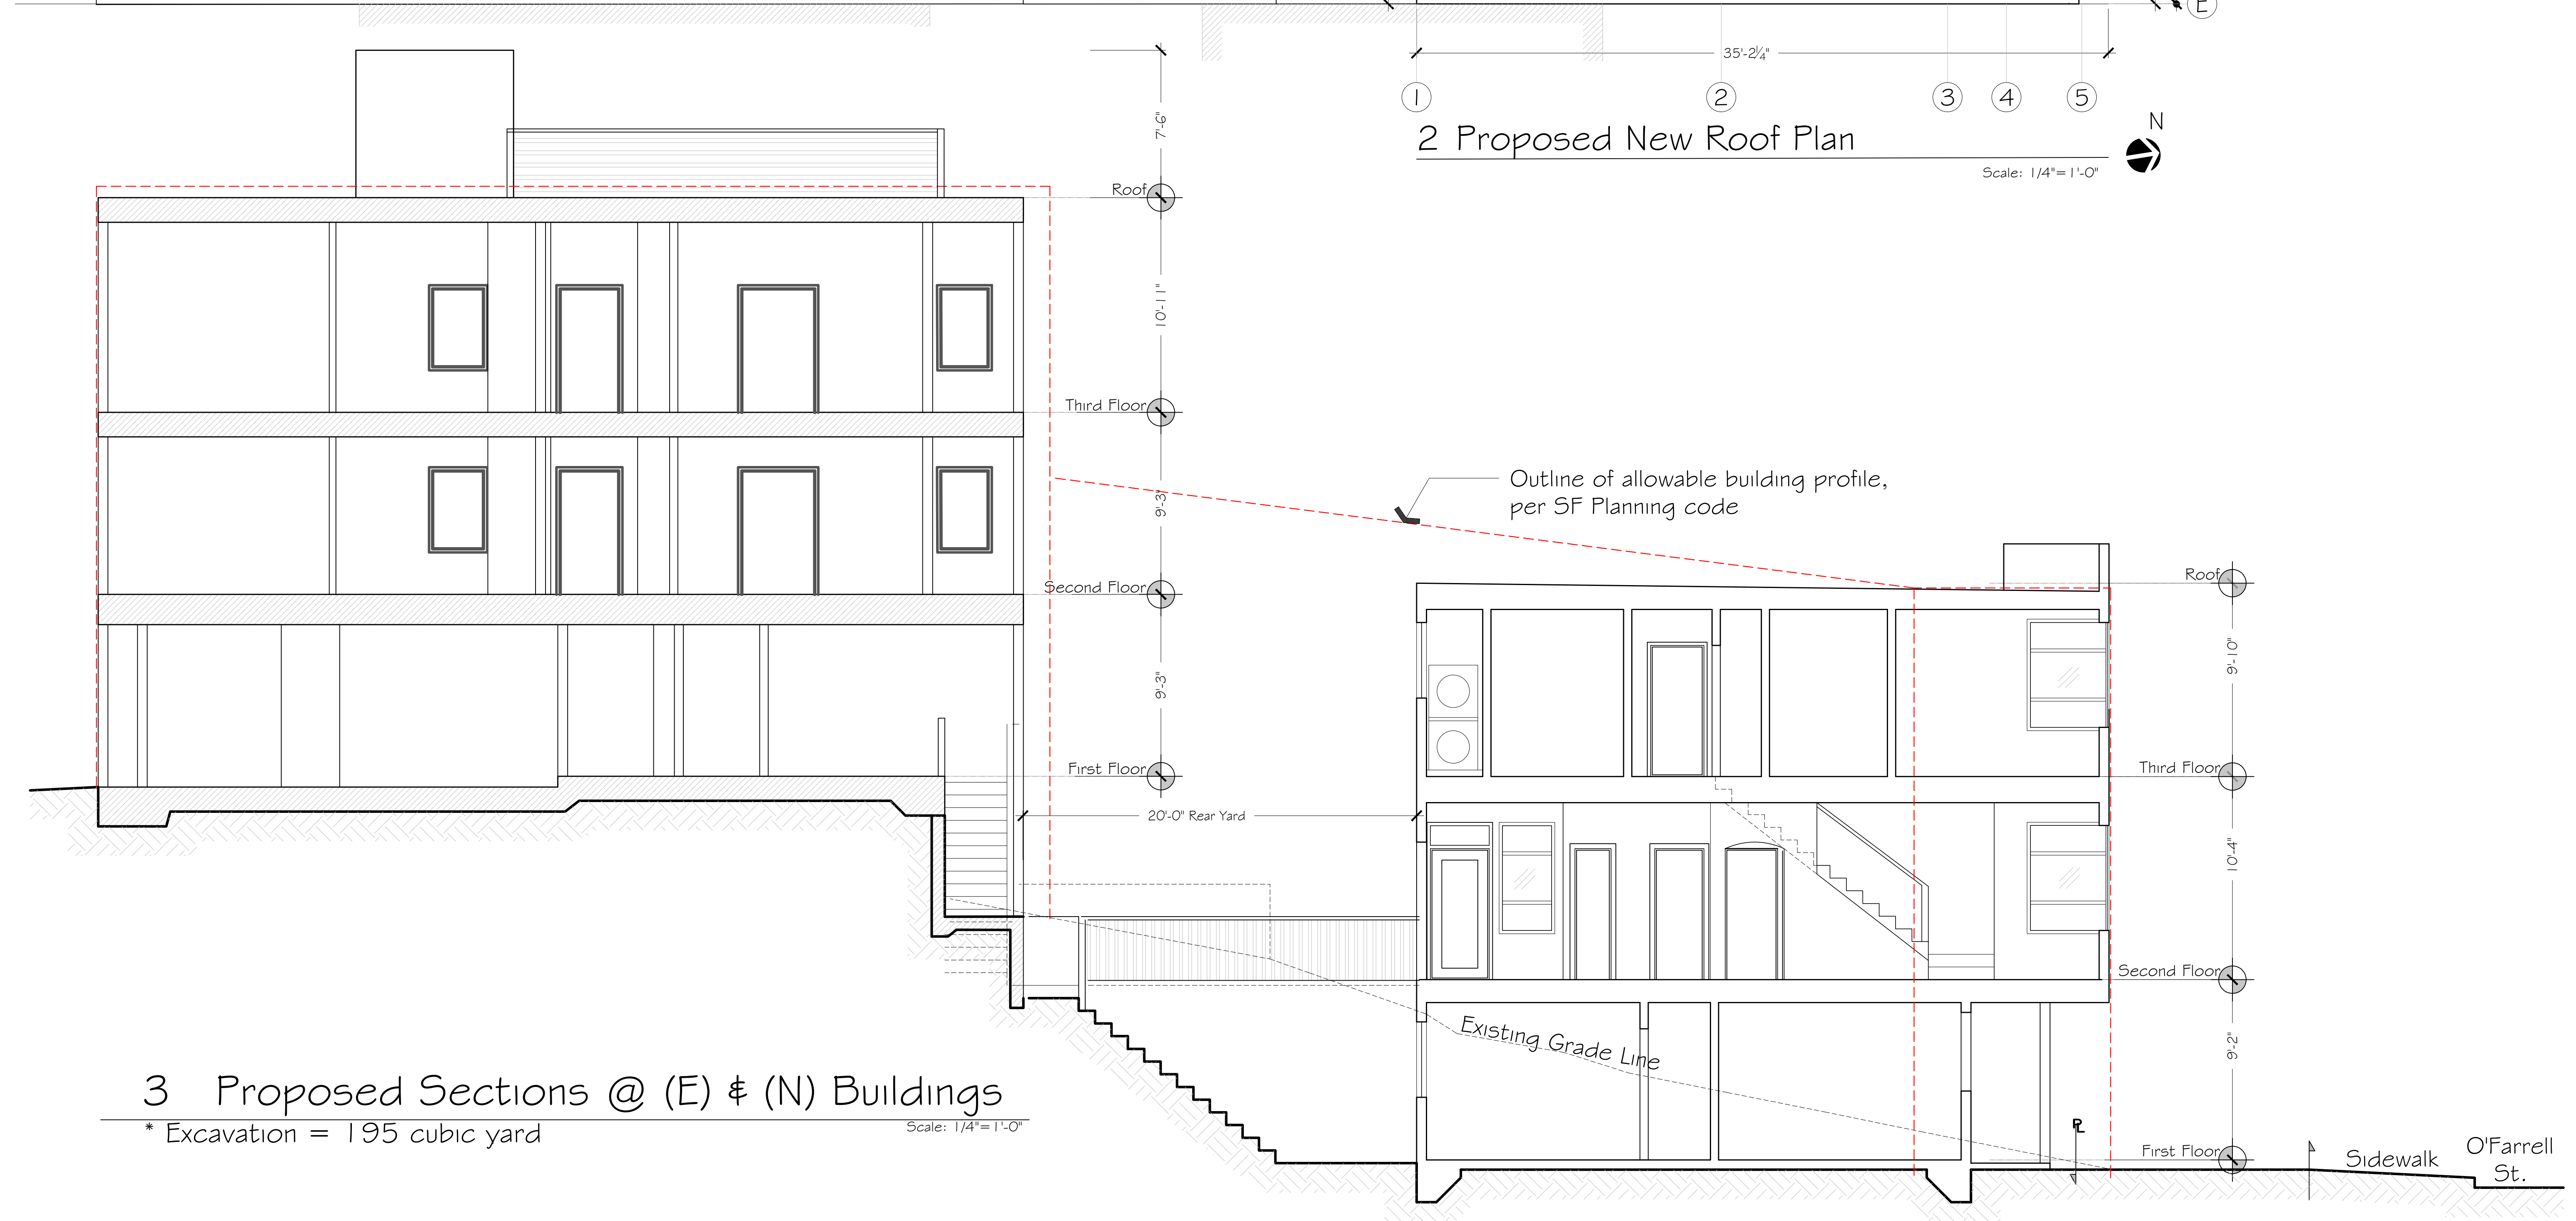 E
35'-2¼"
1 2 3 4 5
2 Proposed New Roof Plan
N
Scale: 1/4"=1'-0"
7'-6"
Roof
10'-11"
Third Floor
9'-3"
Second Floor
9'-3"
First Floor
20'-0" Rear Yard
Outline of allowable building profile,
per SF Planning code
Roof
9'-10"
Third Floor
10'-4"
Second Floor
9'-2"
First Floor
Existing Grade Line
PL
Sidewalk
O'Farrell
St.
3 Proposed Sections @ (E) & (N) Buildings
Scale: 1/4"=1'-0"
* Excavation = 195 cubic yard